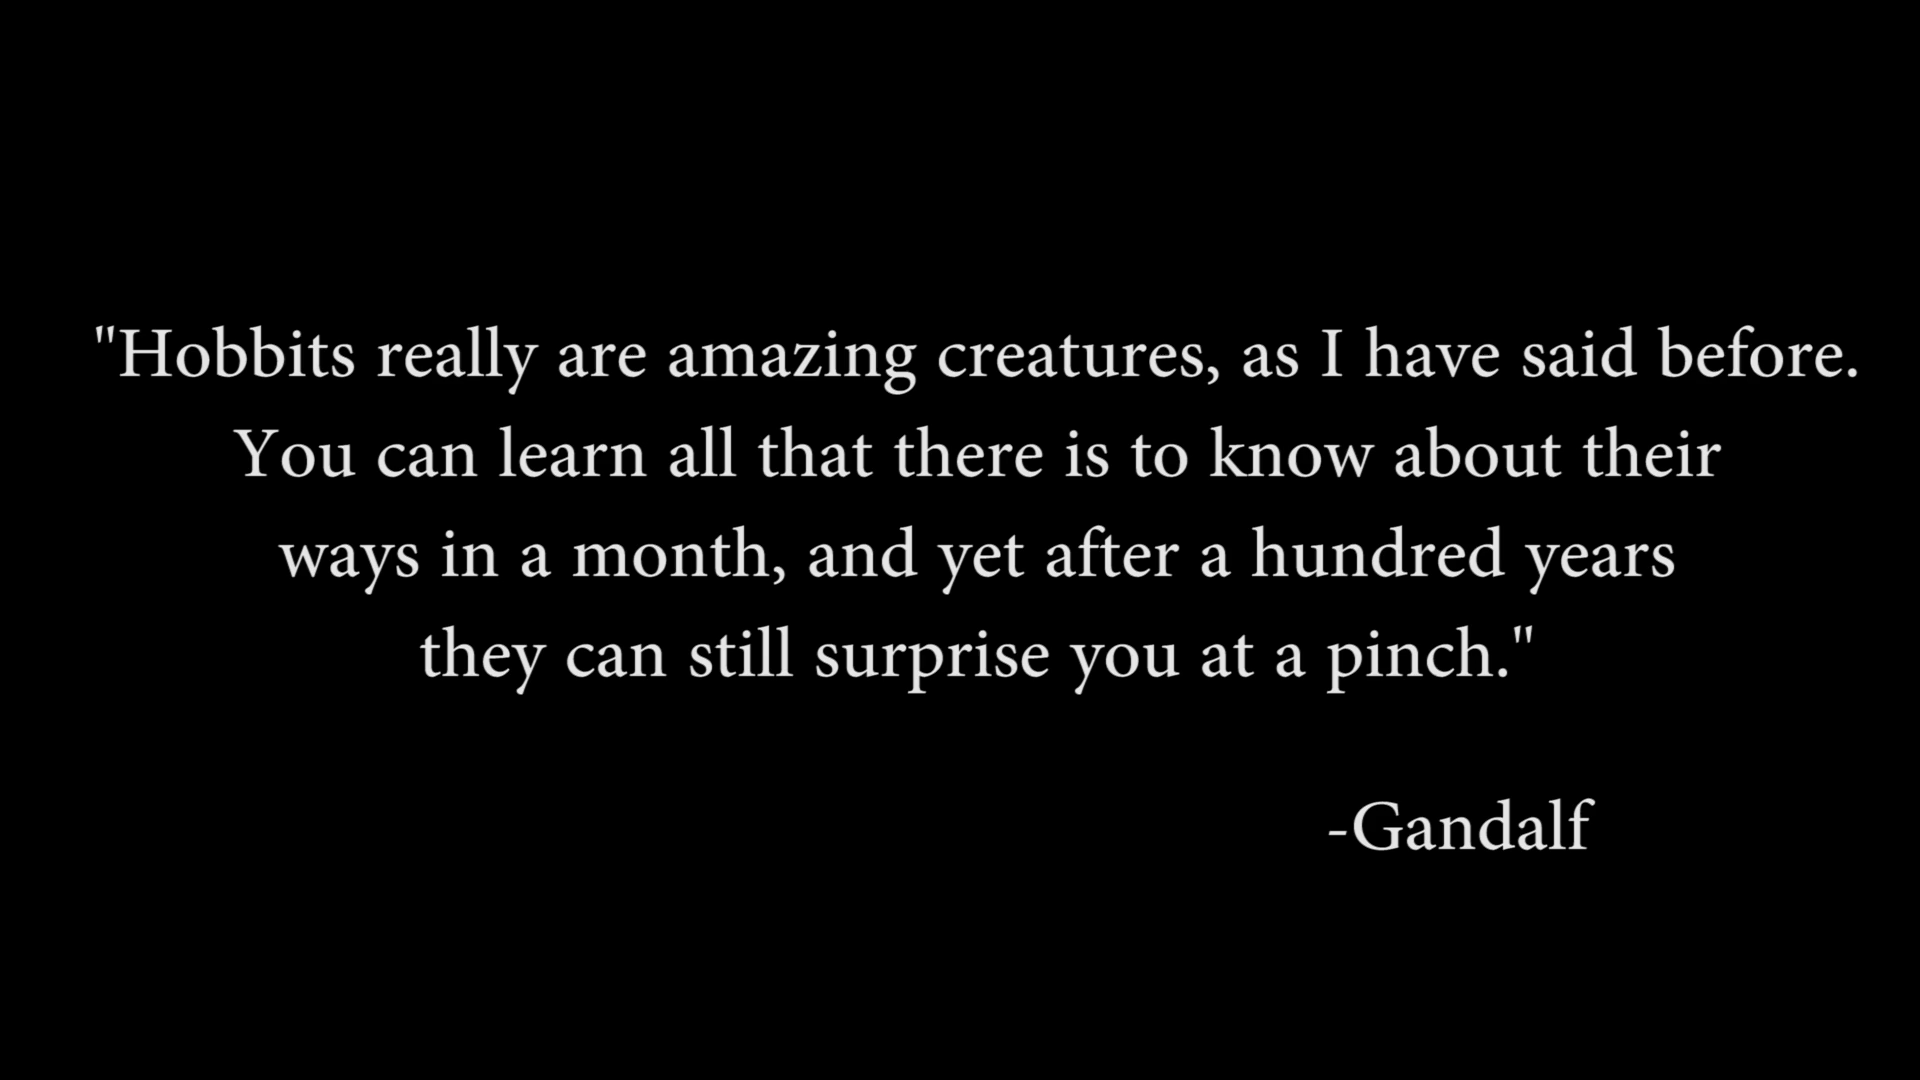 "Hobbits really are amazing creatures, as I have said before.
You can learn all that there is to know about their
ways in a month, and yet after a hundred years
they can still surprise you at a pinch."
-Gandalf